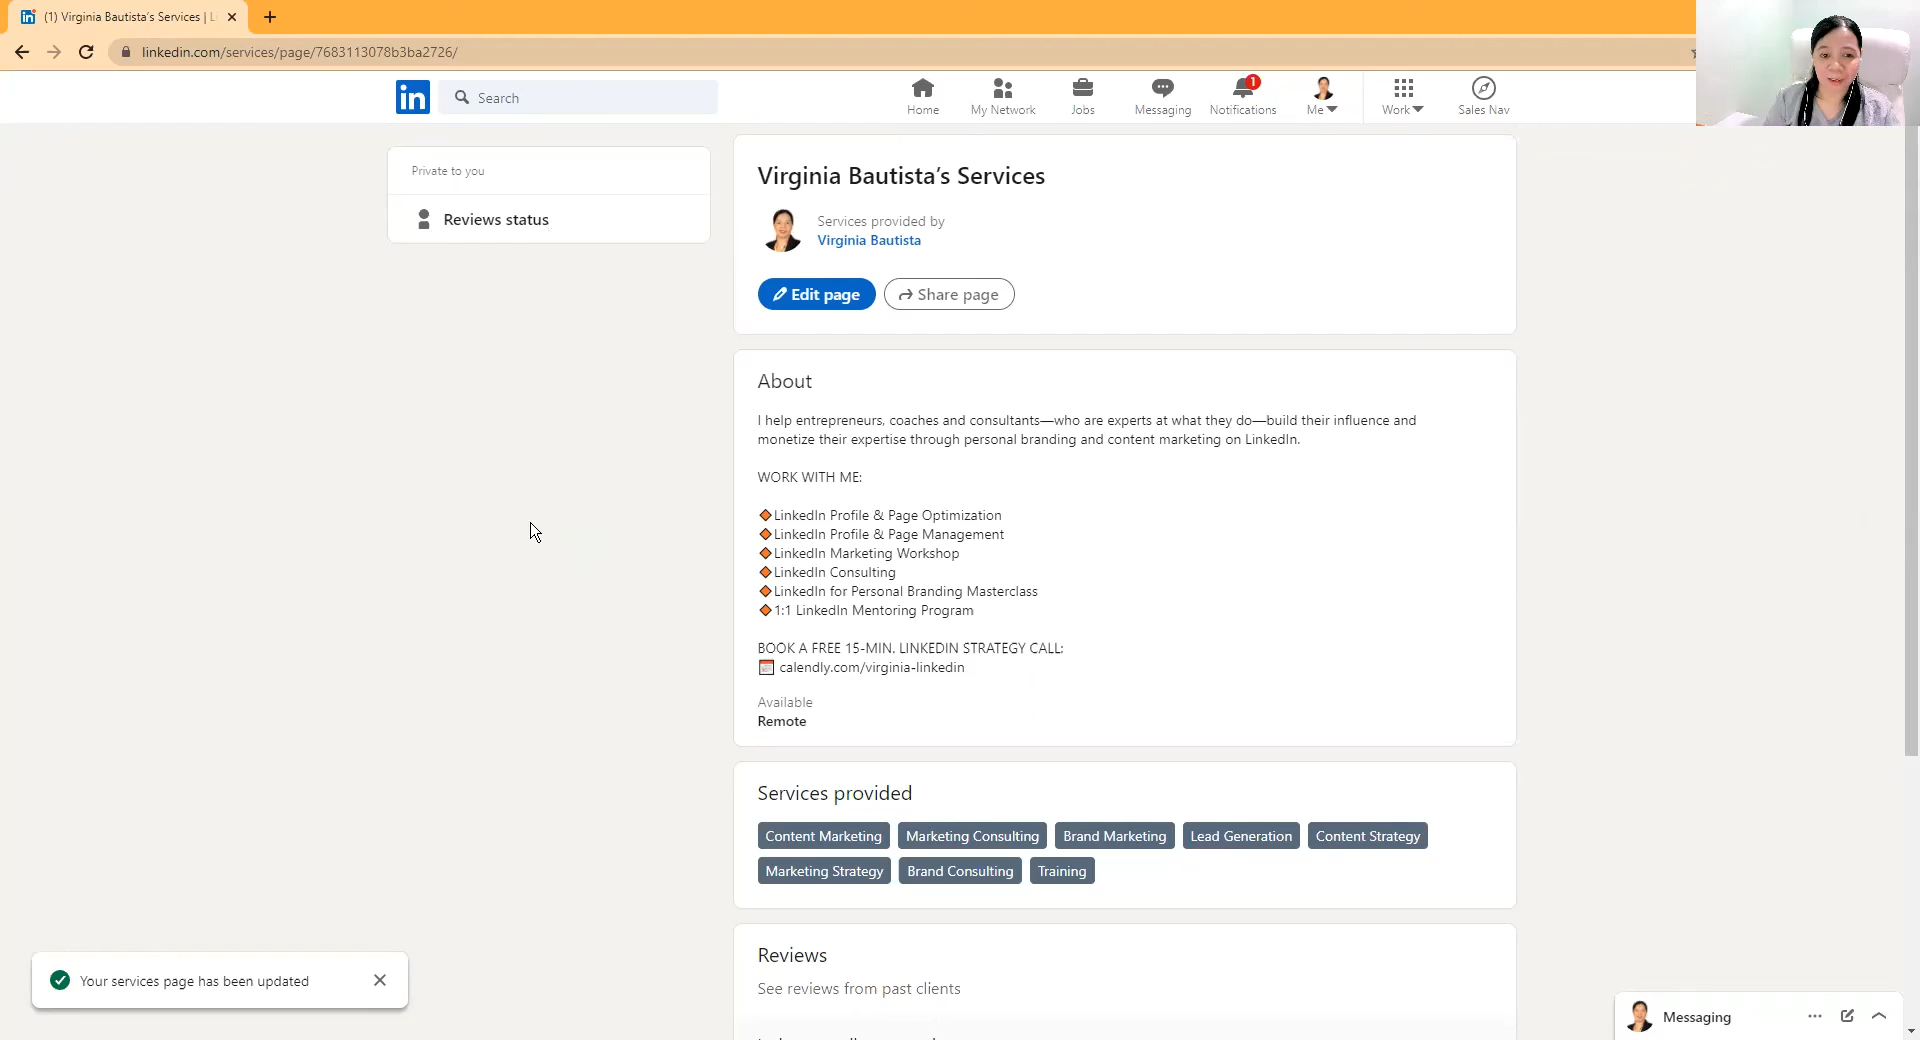 (1) Virginia Bautista's Services |
linkedin.com/services/page/7683113078b3ba2726/
in
Search
Home
My Network
Jobs
Messaging
1
Notifications
Me
Work
Sales Nav
Private to you
Reviews status
Virginia Bautista's Services
Services provided by
Virginia Bautista
Edit page
Share page
About
I help entrepreneurs, coaches and consultants—who are experts at what they do—build their influence and
monetize their expertise through personal branding and content marketing on LinkedIn.
WORK WITH ME:
🔶LinkedIn Profile & Page Optimization
🔶LinkedIn Profile & Page Management
🔶LinkedIn Marketing Workshop
🔶LinkedIn Consulting
🔶LinkedIn for Personal Branding Masterclass
🔶1:1 LinkedIn Mentoring Program
BOOK A FREE 15-MIN. LINKEDIN STRATEGY CALL:
📅 calendly.com/virginia-linkedin
Available
Remote
Services provided
Content Marketing
Marketing Consulting
Brand Marketing
Lead Generation
Content Strategy
Marketing Strategy
Brand Consulting
Training
Reviews
See reviews from past clients
Your services page has been updated
Messaging